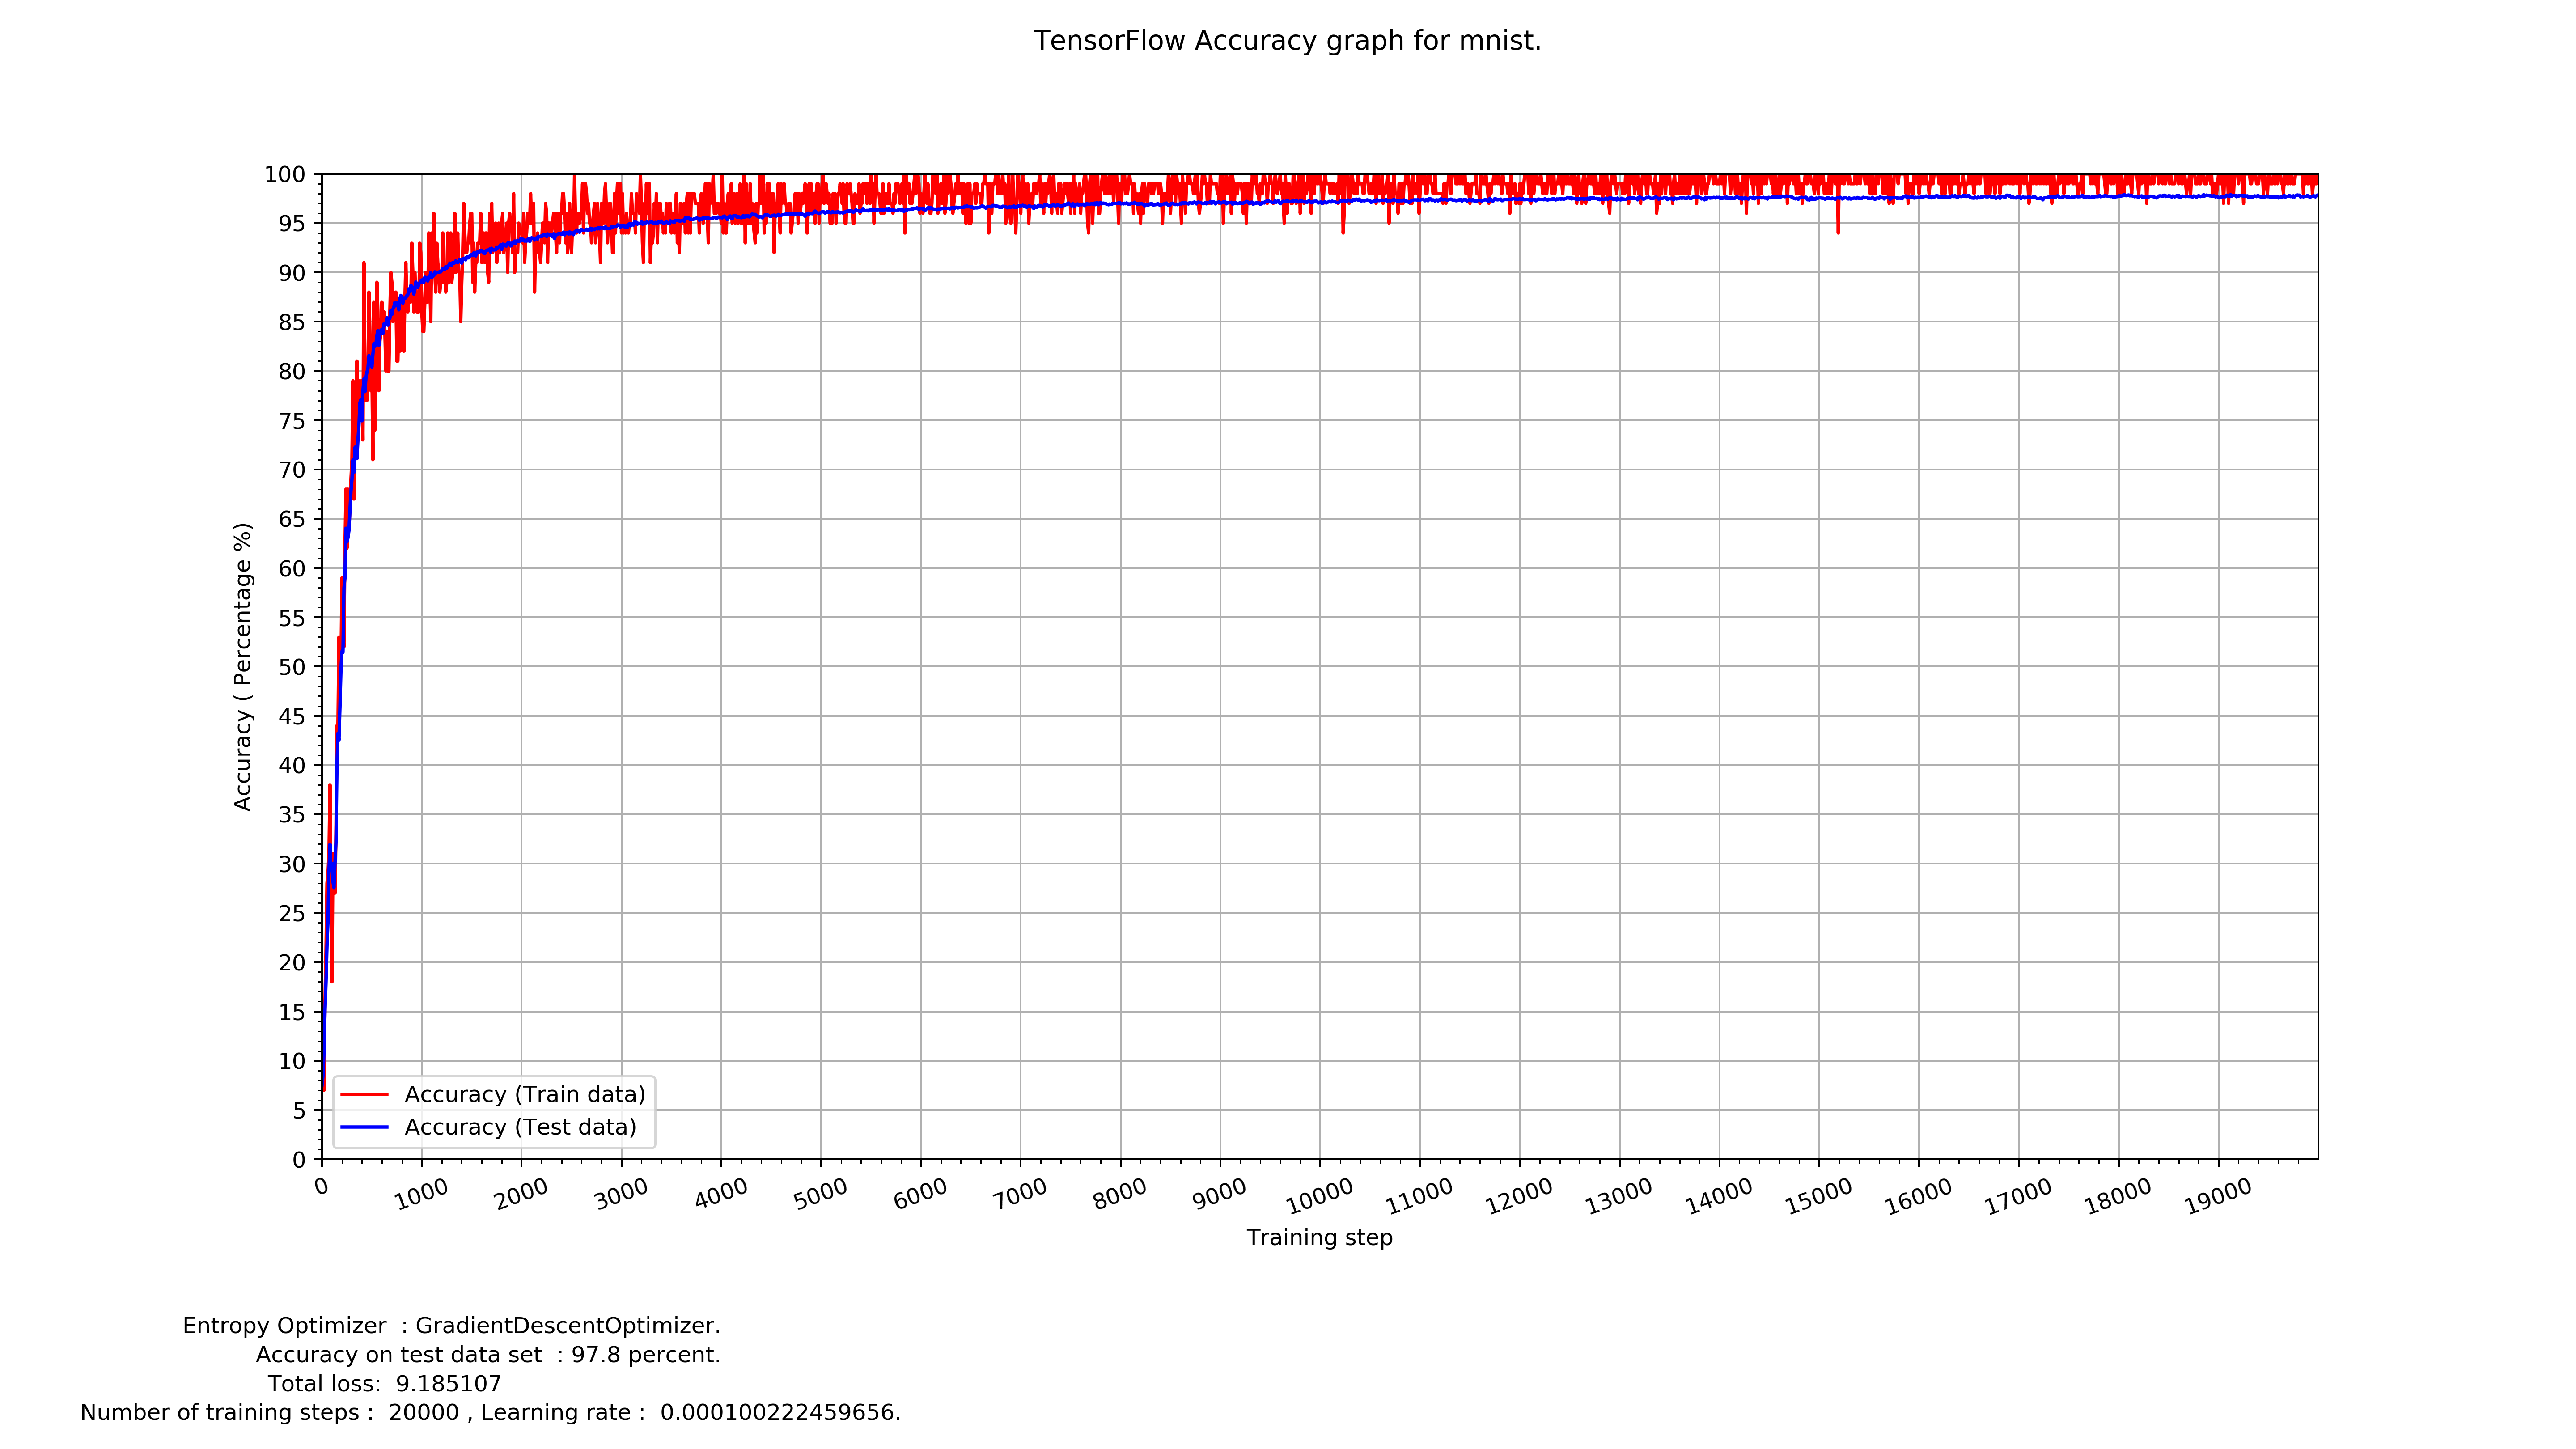 TensorFlow Accuracy graph for mnist.
100
95
90
85
80
75
70
65
60
55
50
45
40
35
30
25
20
15
10
5
0
Accuracy ( Percentage %)
Accuracy (Train data)
Accuracy (Test data)
0 1000 2000 3000 4000 5000 6000 7000 8000 9000 10000 11000 12000 13000 14000 15000 16000 17000 18000 19000
Training step
Entropy Optimizer : GradientDescentOptimizer.
Accuracy on test data set : 97.8 percent.
Total loss: 9.185107
Number of training steps : 20000 , Learning rate : 0.000100222459656.